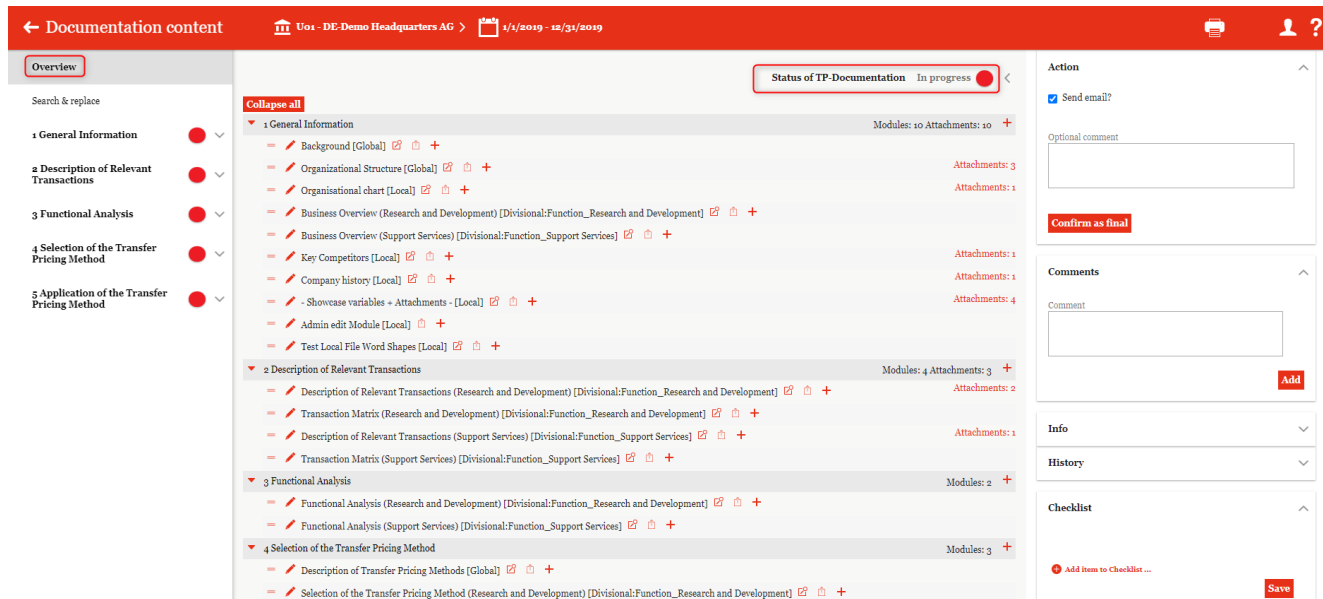 Documentation content
U01 - DE-Demo Headquarters AG
1/1/2019 - 12/31/2019
?
Overview
Search & replace
1 General Information
2 Description of Relevant
Transactions
3 Functional Analysis
4 Selection of the Transfer
Pricing Method
5 Application of the Transfer
Pricing Method
Status of TP-Documentation In progress
Collapse all
1 General Information Modules: 10 Attachments: 10 +
Background [Global] +
Organizational Structure [Global] + Attachments: 3
Organisational chart [Local] + Attachments: 1
Business Overview (Research and Development) [Divisional:Function_Research and Development] +
Business Overview (Support Services) [Divisional:Function_Support Services] +
Key Competitors [Local] + Attachments: 1
Company history [Local] + Attachments: 1
- Showcase variables + Attachments - [Local] + Attachments: 4
Admin edit Module [Local] +
Test Local File Word Shapes [Local] +
2 Description of Relevant Transactions Modules: 4 Attachments: 3 +
Description of Relevant Transactions (Research and Development) [Divisional:Function_Research and Development] + Attachments: 2
Transaction Matrix (Research and Development) [Divisional:Function_Research and Development] +
Description of Relevant Transactions (Support Services) [Divisional:Function_Support Services] + Attachments: 1
Transaction Matrix (Support Services) [Divisional:Function_Support Services] +
3 Functional Analysis Modules: 2 +
Functional Analysis (Research and Development) [Divisional:Function_Research and Development] +
Functional Analysis (Support Services) [Divisional:Function_Support Services] +
4 Selection of the Transfer Pricing Method Modules: 3 +
Description of Transfer Pricing Methods [Global] +
Selection of the Transfer Pricing Method (Research and Development) [Divisional:Function_Research and Development] +
Action
Send email?
Optional comment
Confirm as final
Comments
Comment
Add
Info
History
Checklist
Add item to Checklist ...
Save